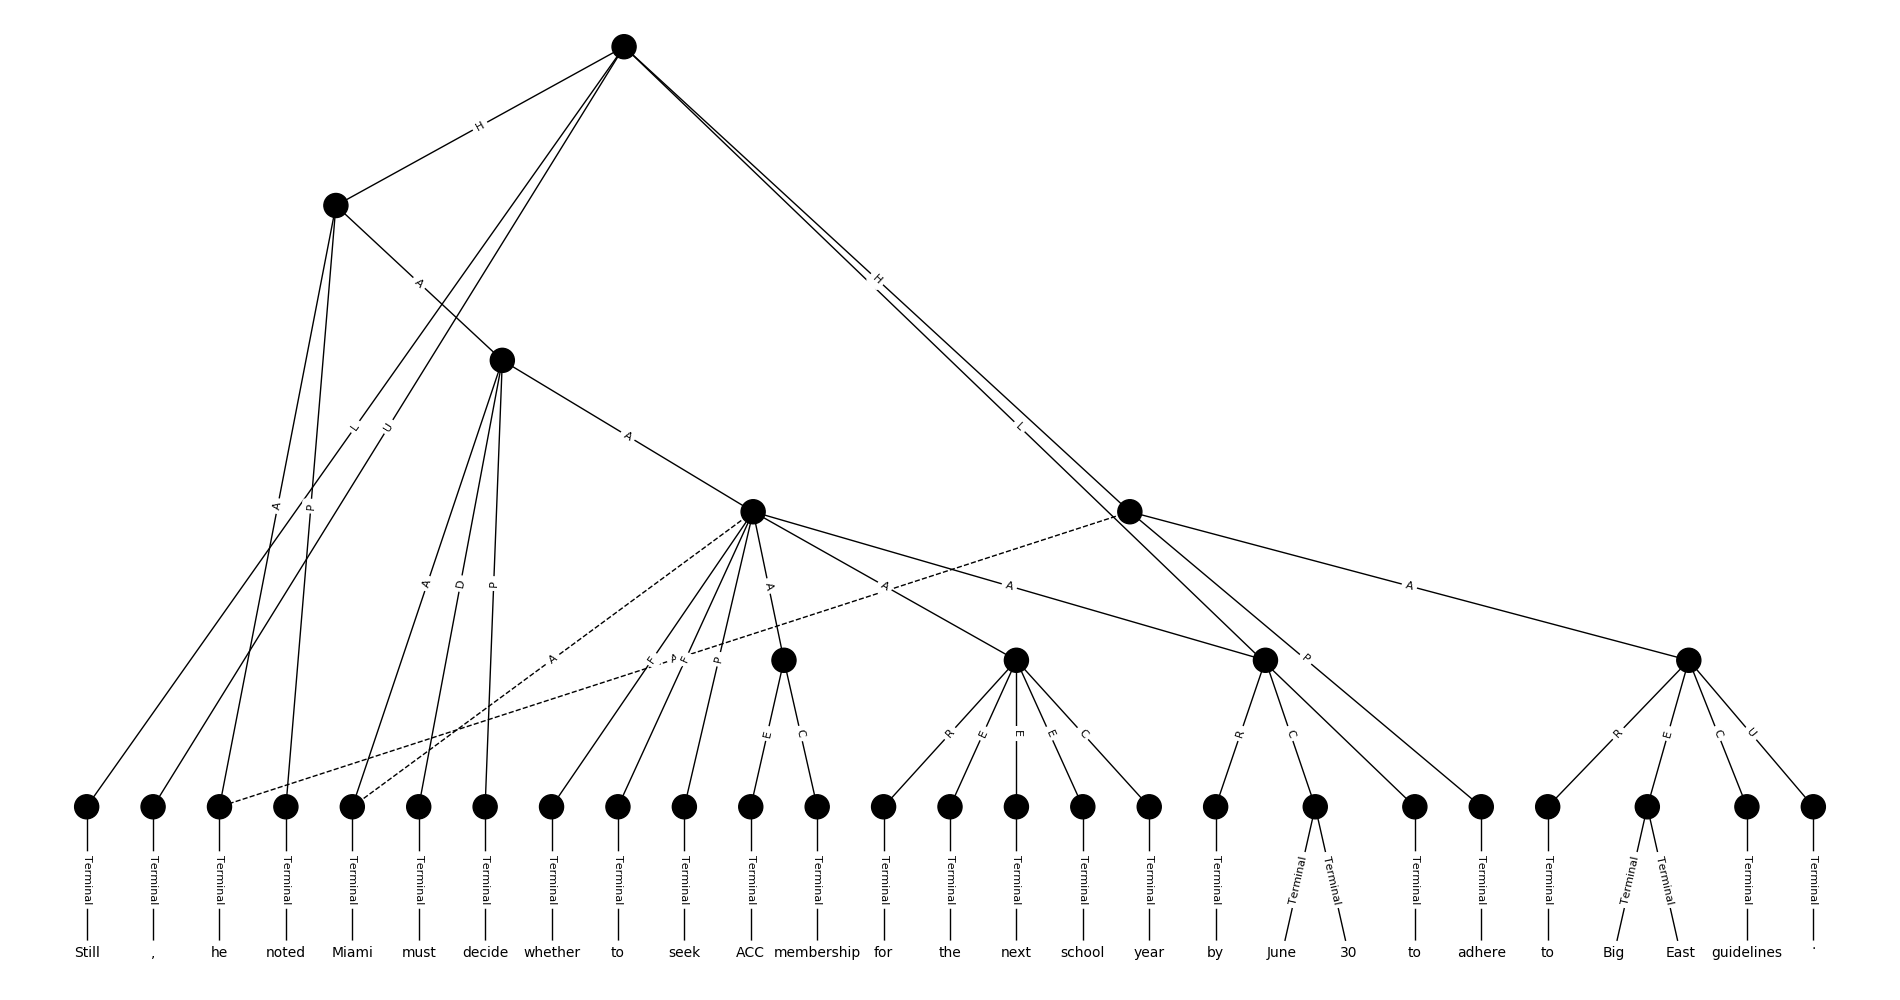 H
A
H
L
U
L
A
A
P
A
D
P
A
A
A
A
A
F
A
F
P
P
R
E
E
E
C
E
C
R
C
R
E
C
U
Terminal Terminal Terminal Terminal Terminal Terminal Terminal Terminal Terminal Terminal Terminal Terminal Terminal Terminal Terminal Terminal Terminal Terminal Terminal Terminal Terminal Terminal Terminal Terminal Terminal Terminal Terminal
Still , he noted Miami must decide whether to seek ACC membership for the next school year by June 30 to adhere to Big East guidelines .